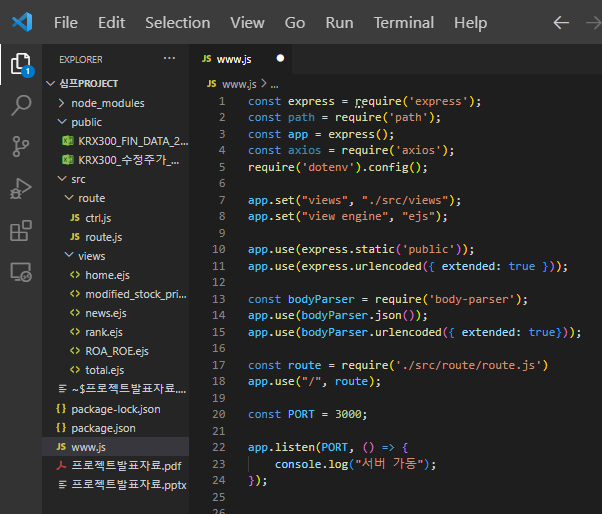 File Edit Selection View Go Run Terminal Help
EXPLORER ...
심프PROJECT
node_modules
public
KRX300_FIN_DATA_2...
KRX300_수정주가_...
src
route
JS ctrl.js
JS route.js
views
<> home.ejs
<> modified_stock_pri...
<> news.ejs
<> rank.ejs
<> ROA_ROE.ejs
<> total.ejs
~$프로젝트발표자료....
{} package-lock.json
{} package.json
JS www.js
프로젝트발표자료.pdf
프로젝트발표자료.pptx
1
JS www.js
JS www.js > ...
1 const express = require('express');
2 const path = require('path');
3 const app = express();
4 const axios = require('axios');
5 require('dotenv').config();
6
7 app.set("views", "./src/views");
8 app.set("view engine", "ejs");
9
10 app.use(express.static('public'));
11 app.use(express.urlencoded({ extended: true }));
12
13 const bodyParser = require('body-parser');
14 app.use(bodyParser.json());
15 app.use(bodyParser.urlencoded({ extended: true}));
16
17 const route = require('./src/route/route.js')
18 app.use("/", route);
19
20 const PORT = 3000;
21
22 app.listen(PORT, () => {
23 console.log("서버 가동");
24 });
25
26